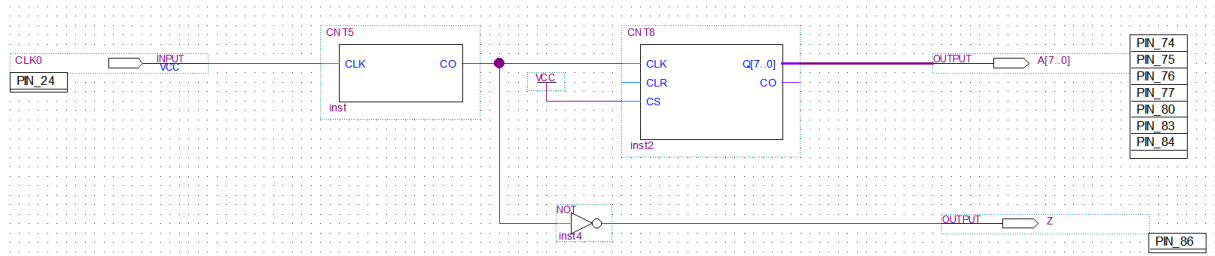 CNT5
CNT8
CLK0
INPUT
VCC
PIN_24
CLK
CO
inst
VCC
CLK
CLR
CS
Q[7..0]
CO
inst2
OUTPUT
A[7..0]
PIN_74
PIN_75
PIN_76
PIN_77
PIN_80
PIN_83
PIN_84
NOT
inst4
OUTPUT
Z
PIN_86